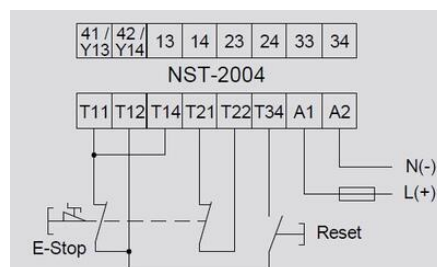 41 / Y13 42 / Y14 13 14 23 24 33 34
NST-2004
T11 T12 T14 T21 T22 T34 A1 A2
N(-)
L(+)
E-Stop
Reset